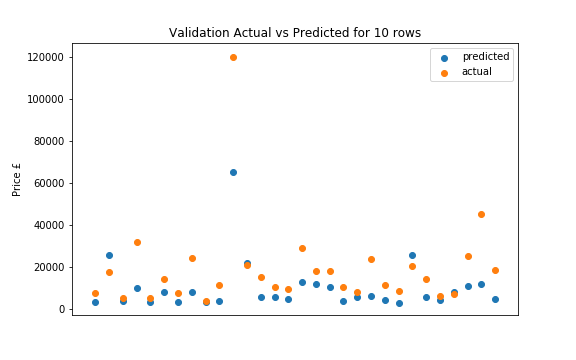 Validation Actual vs Predicted for 10 rows
predicted
actual
120000
100000
80000
60000
40000
20000
0
Price £